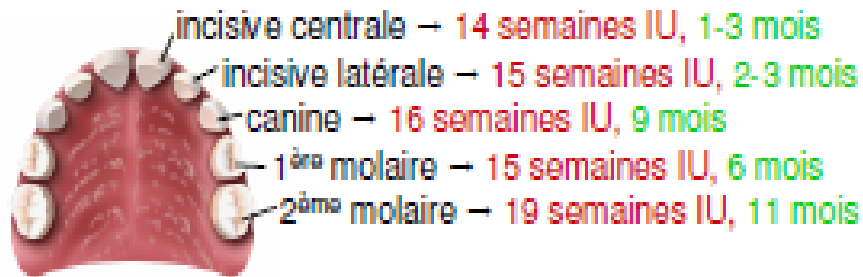 incisive centrale → 14 semaines IU, 1-3 mois
incisive latérale → 15 semaines IU, 2-3 mois
canine → 16 semaines IU, 9 mois
1ère molaire → 15 semaines IU, 6 mois
2ème molaire → 19 semaines IU, 11 mois